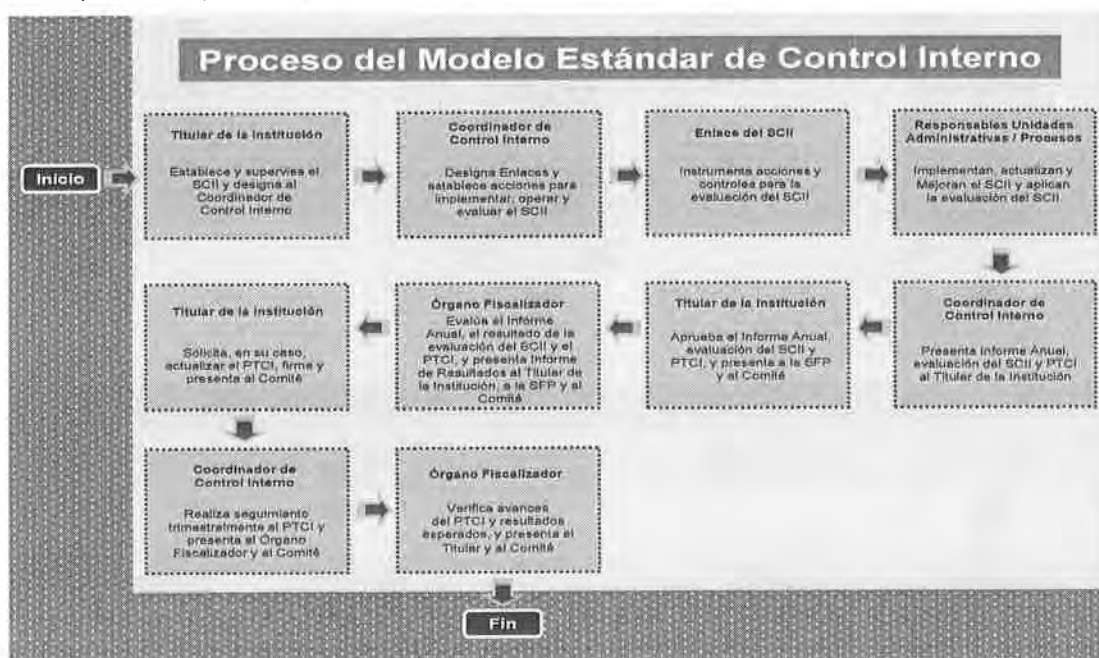 Proceso del Modelo Estándar de Control Interno
Inicio
Titular de la Institución
Establece y supervisa el
SCII y designa al
Coordinador de
Control Interno
Coordinador de
Control Interno
Designa Enlaces y
establece acciones para
implementar, operar y
evaluar el SCII
Enlace del SCII
Instrumenta acciones y
controles para la
evaluación del SCII
Responsables Unidades
Administrativas / Procesos
Implementan, actualizan y
Mejoran el SCII y aplican
la evaluación del SCII
Coordinador de
Control Interno
Presenta Informe Anual,
evaluación del SCII y PTCI
al Titular de la Institución
Titular de la Institución
Aprueba el Informe Anual,
evaluación del SCII y
PTCI, y presenta a la SFP
y al Comité
Órgano Fiscalizador
Evalúa el Informe
Anual, el resultado de la
evaluación del SCII y el
PTCI, y presenta Informe
de Resultados al Titular de
la Institución, a la SFP y al
Comité
Titular de la Institución
Solicita, en su caso,
actualizar el PTCI, firma y
presenta al Comité
Coordinador de
Control Interno
Realiza seguimiento
trimestralmente al PTCI y
presenta al Órgano
Fiscalizador y al Comité
Órgano Fiscalizador
Verifica avances
del PTCI y resultados
esperados, y presenta al
Titular y al Comité
Fin